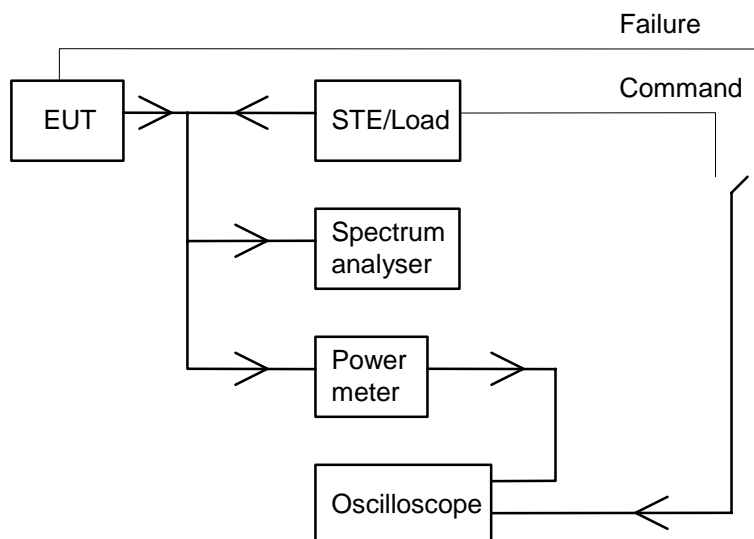 Failure
EUT
STE/Load
Command
Spectrum
analyser
Power
meter
Oscilloscope